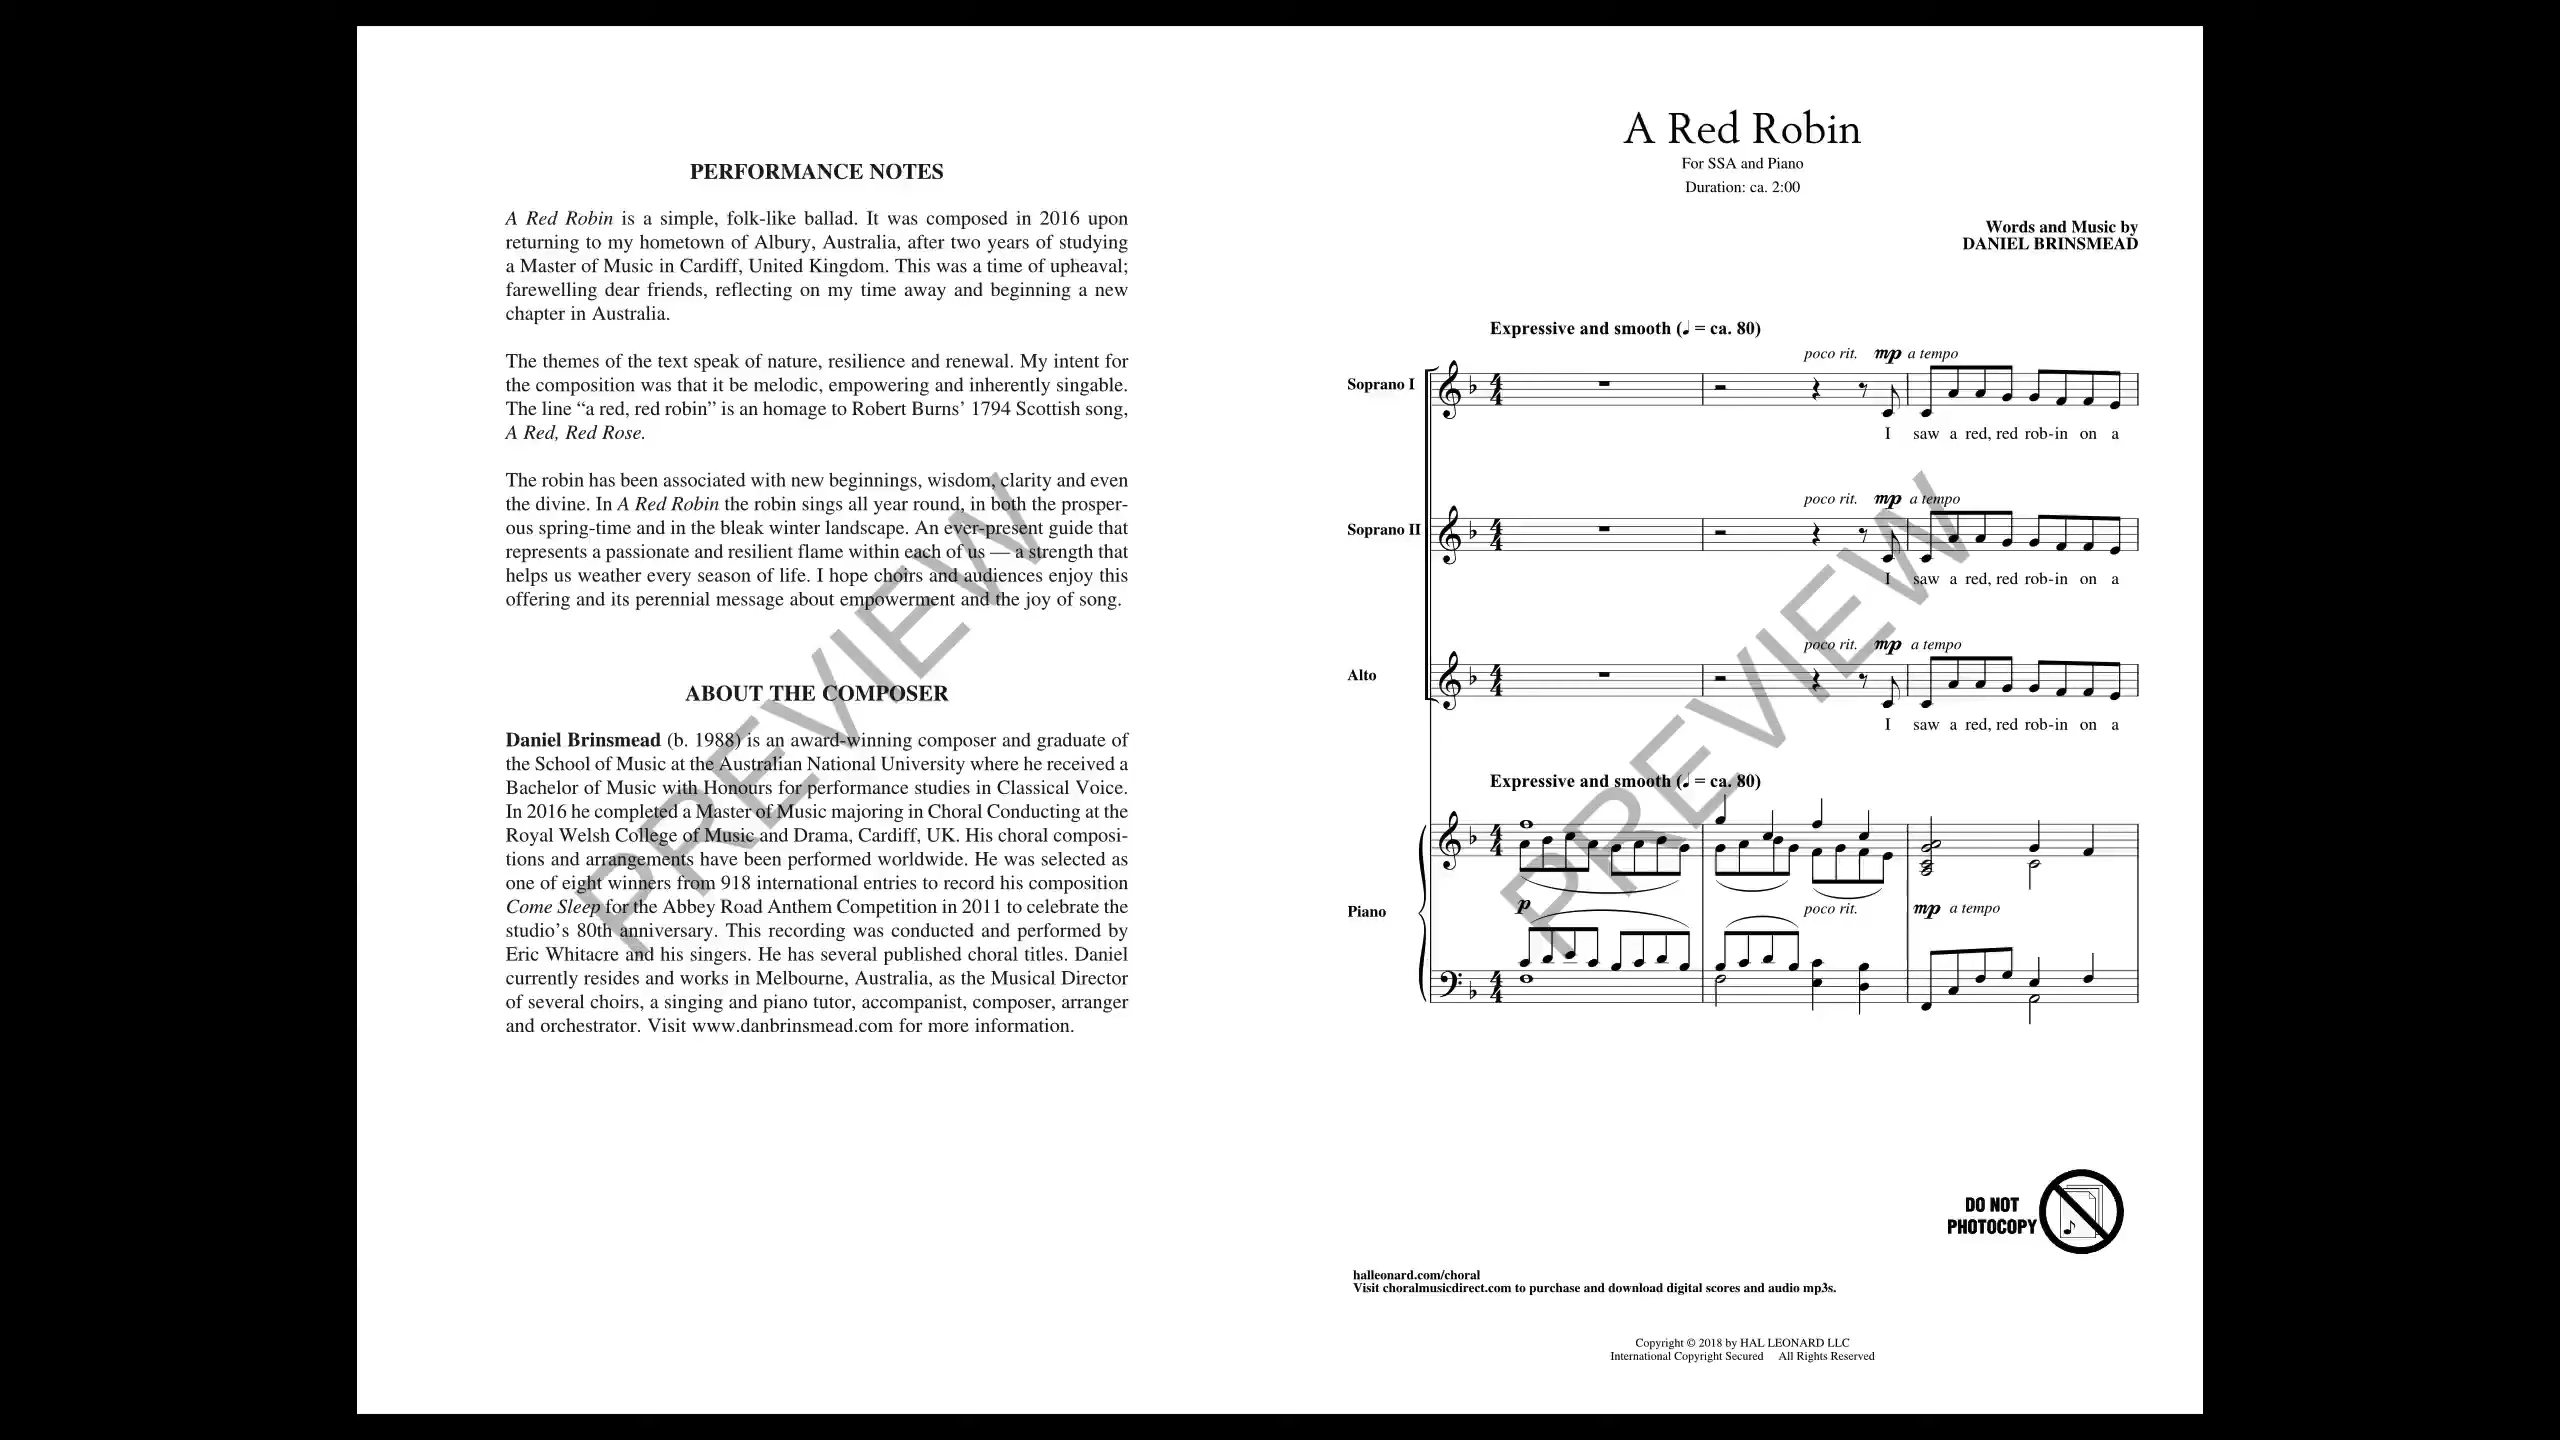 PERFORMANCE NOTES
A Red Robin is a simple, folk-like ballad. It was composed in 2016 upon
returning to my hometown of Albury, Australia, after two years of studying
a Master of Music in Cardiff, United Kingdom. This was a time of upheaval;
farewelling dear friends, reflecting on my time away and beginning a new
chapter in Australia.
The themes of the text speak of nature, resilience and renewal. My intent for
the composition was that it be melodic, empowering and inherently singable.
The line “a red, red robin” is an homage to Robert Burns’ 1794 Scottish song,
A Red, Red Rose.
The robin has been associated with new beginnings, wisdom, clarity and even
the divine. In A Red Robin the robin sings all year round, in both the prosper-
ous spring-time and in the bleak winter landscape. An ever-present guide that
represents a passionate and resilient flame within each of us — a strength that
helps us weather every season of life. I hope choirs and audiences enjoy this
offering and its perennial message about empowerment and the joy of song.
ABOUT THE COMPOSER
Daniel Brinsmead (b. 1988) is an award-winning composer and graduate of
the School of Music at the Australian National University where he received a
Bachelor of Music with Honours for performance studies in Classical Voice.
In 2016 he completed a Master of Music majoring in Choral Conducting at the
Royal Welsh College of Music and Drama, Cardiff, UK. His choral composi-
tions and arrangements have been performed worldwide. He was selected as
one of eight winners from 918 international entries to record his composition
Come Sleep for the Abbey Road Anthem Competition in 2011 to celebrate the
studio’s 80th anniversary. This recording was conducted and performed by
Eric Whitacre and his singers. He has several published choral titles. Daniel
currently resides and works in Melbourne, Australia, as the Musical Director
of several choirs, a singing and piano tutor, accompanist, composer, arranger
and orchestrator. Visit www.danbrinsmead.com for more information.
PREVIEW
A Red Robin
For SSA and Piano
Duration: ca. 2:00
Words and Music by
DANIEL BRINSMEAD
Expressive and smooth (♩ = ca. 80)
poco rit. mp a tempo
Soprano I
I saw a red, red rob-in on a
poco rit. mp a tempo
Soprano II
I saw a red, red rob-in on a
poco rit. mp a tempo
Alto
I saw a red, red rob-in on a
Expressive and smooth (♩ = ca. 80)
Piano
p poco rit. mp a tempo
PREVIEW
DO NOT
PHOTOCOPY
halleonard.com/choral
Visit choralmusicdirect.com to purchase and download digital scores and audio mp3s.
Copyright © 2018 by HAL LEONARD LLC
International Copyright Secured All Rights Reserved